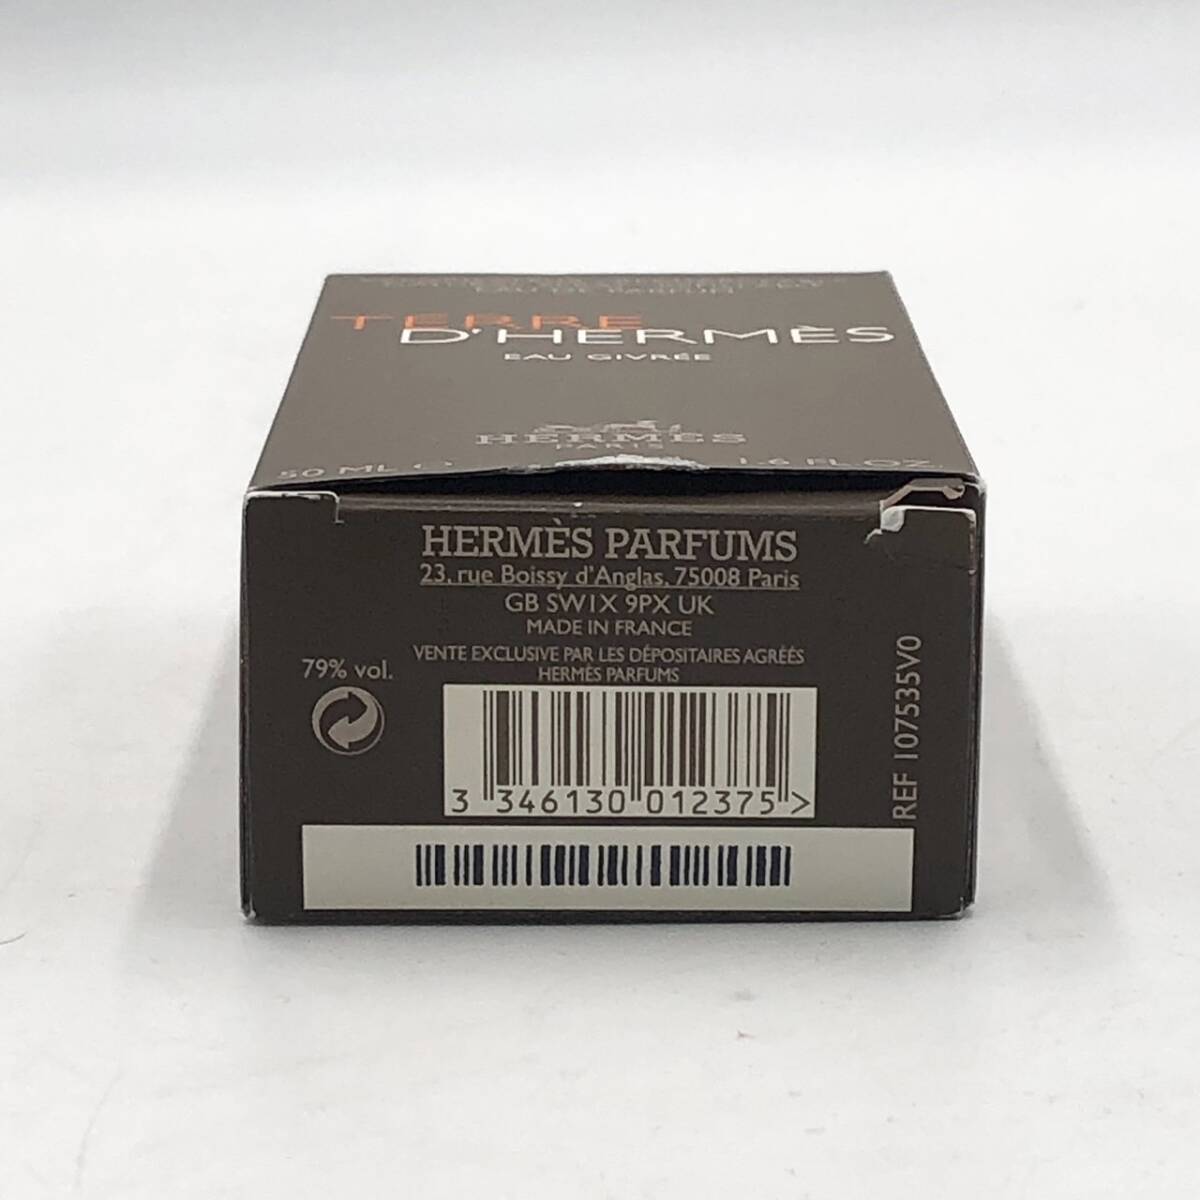 TERRE
D'HERMÈS
EAU GIVRÉE
HERMÈS
PARIS
50 ML ℮ 1.6 FL.OZ.
HERMÈS PARFUMS
23, rue Boissy d'Anglas, 75008 Paris
GB SW1X 9PX UK
MADE IN FRANCE
VENTE EXCLUSIVE PAR LES DÉPOSITAIRES AGRÉÉS
HERMÈS PARFUMS
79% vol.
3 346130 012375 >
REF 107535V0